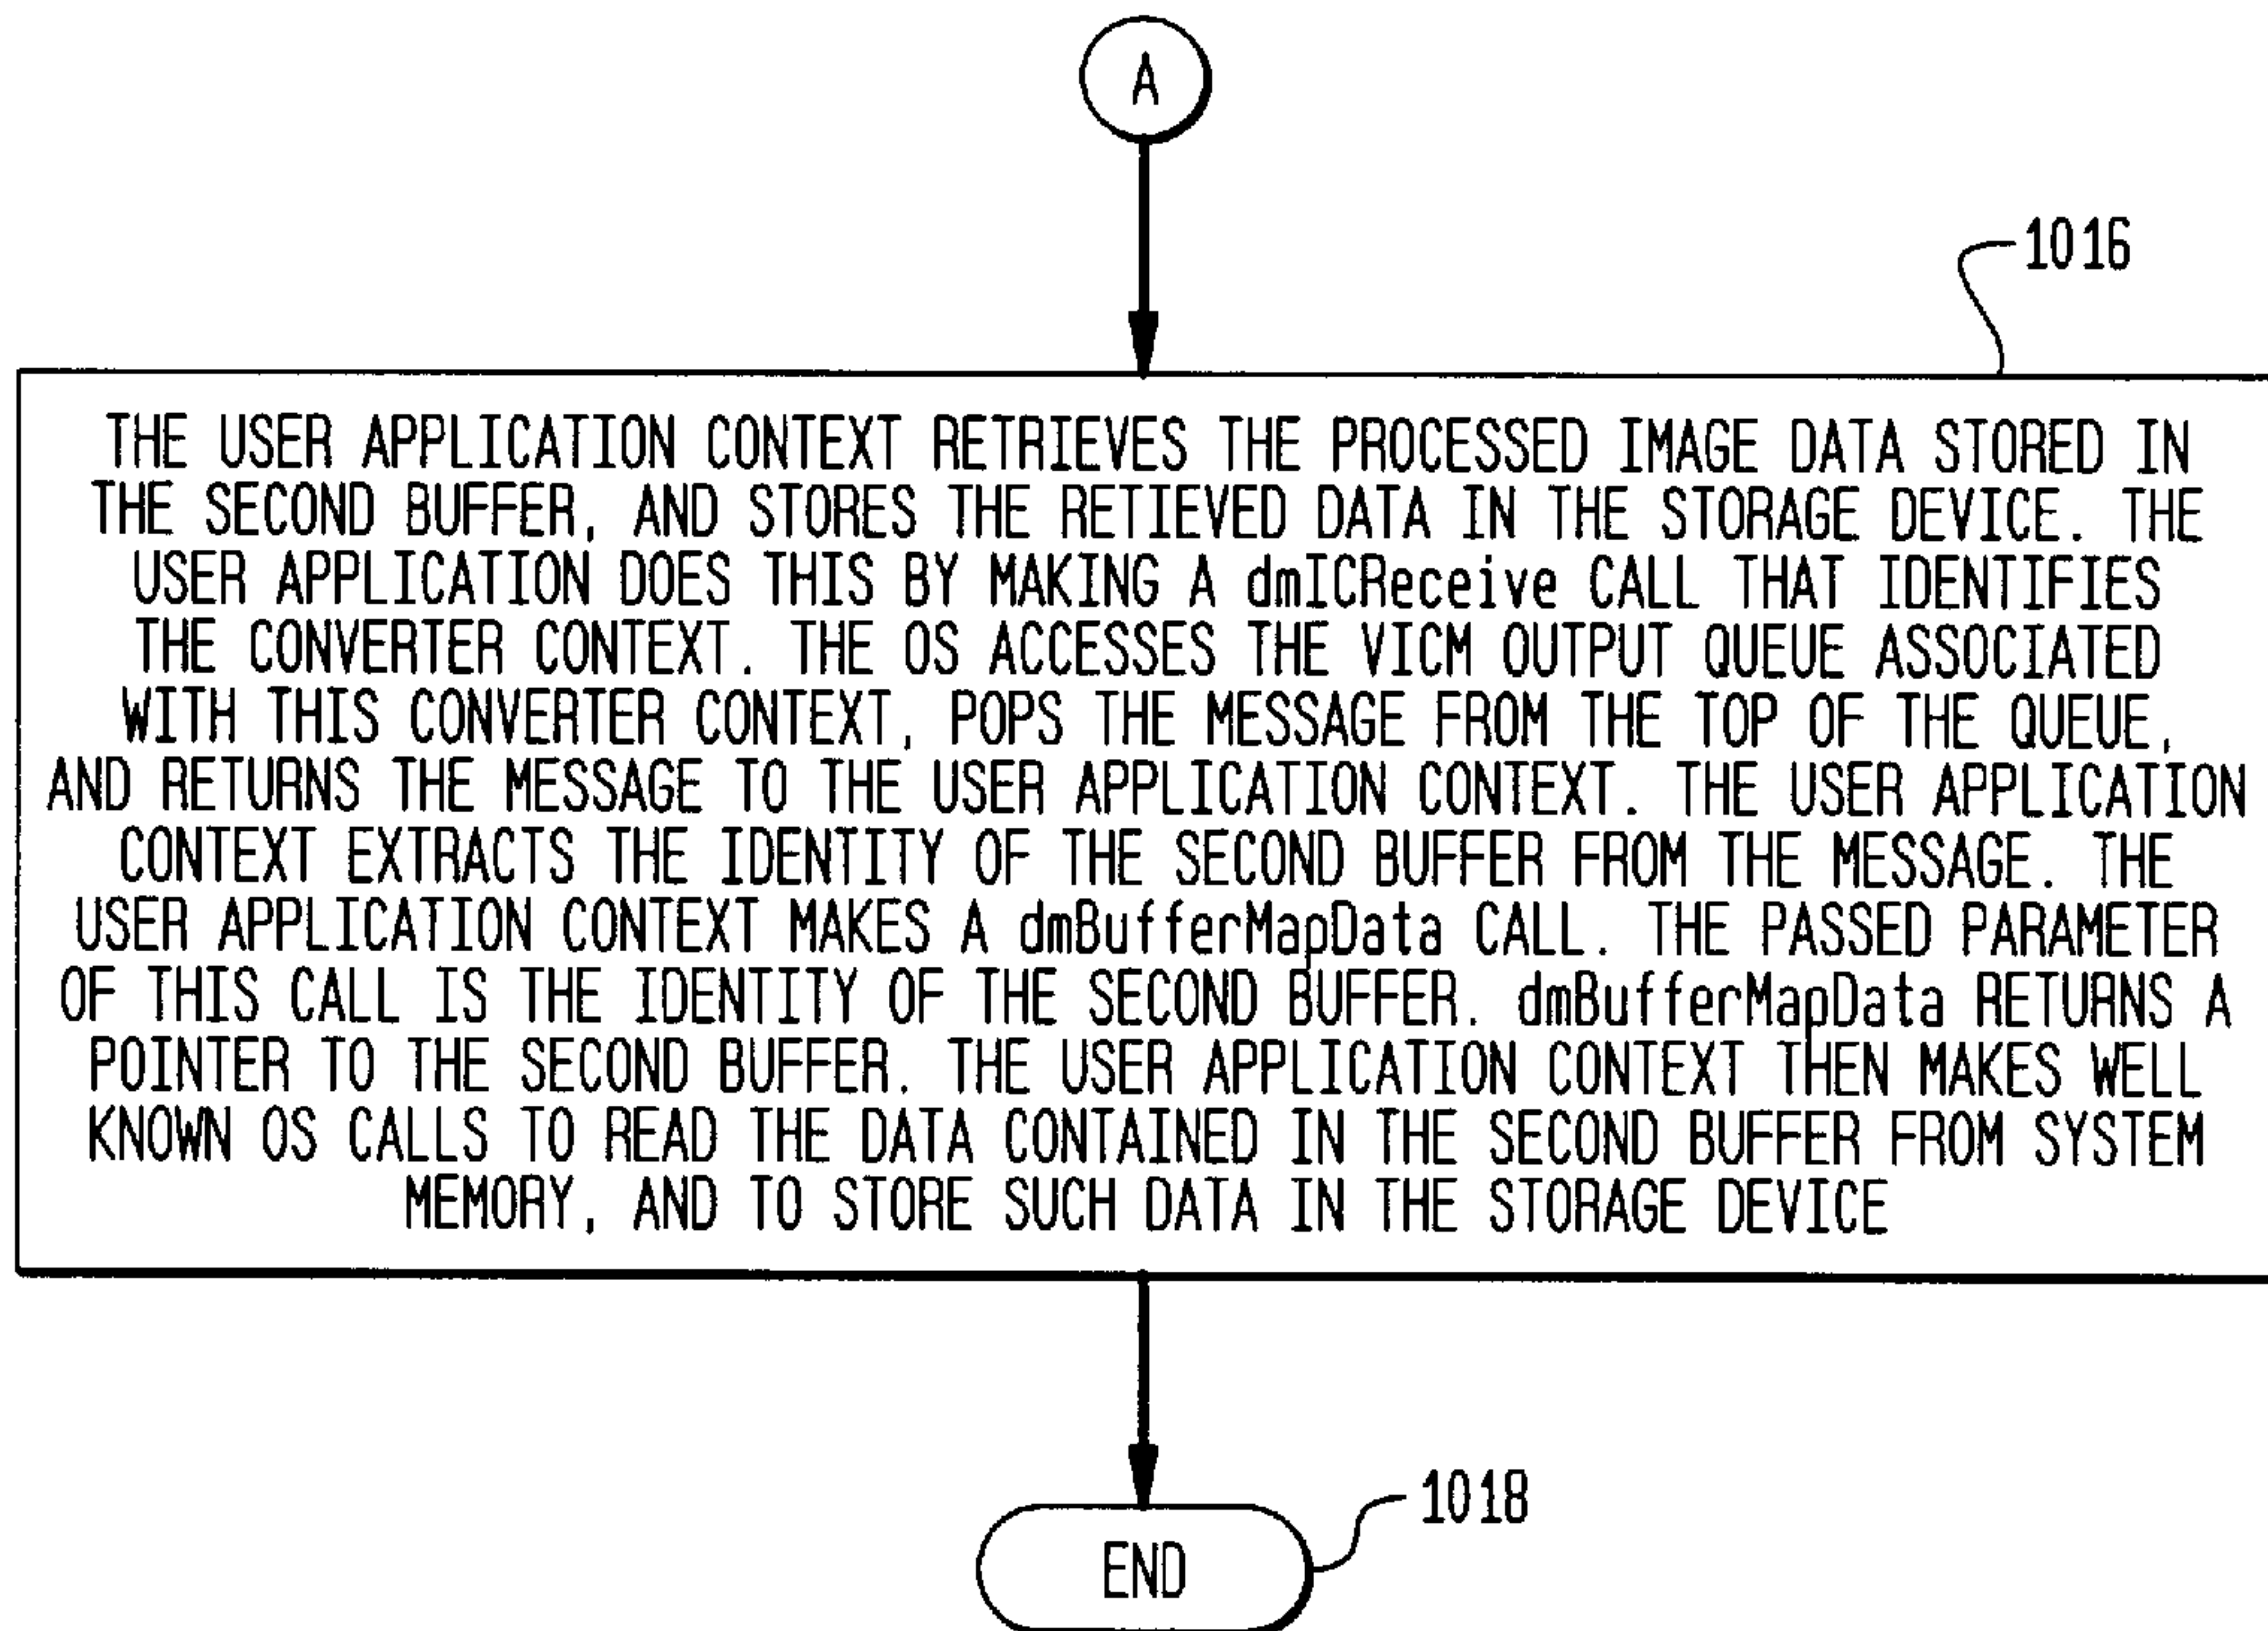 A
1016
THE USER APPLICATION CONTEXT RETRIEVES THE PROCESSED IMAGE DATA STORED IN
THE SECOND BUFFER, AND STORES THE RETIEVED DATA IN THE STORAGE DEVICE. THE
USER APPLICATION DOES THIS BY MAKING A dmICReceive CALL THAT IDENTIFIES
THE CONVERTER CONTEXT. THE OS ACCESSES THE VICM OUTPUT QUEUE ASSOCIATED
WITH THIS CONVERTER CONTEXT, POPS THE MESSAGE FROM THE TOP OF THE QUEUE,
AND RETURNS THE MESSAGE TO THE USER APPLICATION CONTEXT. THE USER APPLICATION
CONTEXT EXTRACTS THE IDENTITY OF THE SECOND BUFFER FROM THE MESSAGE. THE
USER APPLICATION CONTEXT MAKES A dmBufferMapData CALL. THE PASSED PARAMETER
OF THIS CALL IS THE IDENTITY OF THE SECOND BUFFER. dmBufferMapData RETURNS A
POINTER TO THE SECOND BUFFER. THE USER APPLICATION CONTEXT THEN MAKES WELL
KNOWN OS CALLS TO READ THE DATA CONTAINED IN THE SECOND BUFFER FROM SYSTEM
MEMORY, AND TO STORE SUCH DATA IN THE STORAGE DEVICE
1018
END